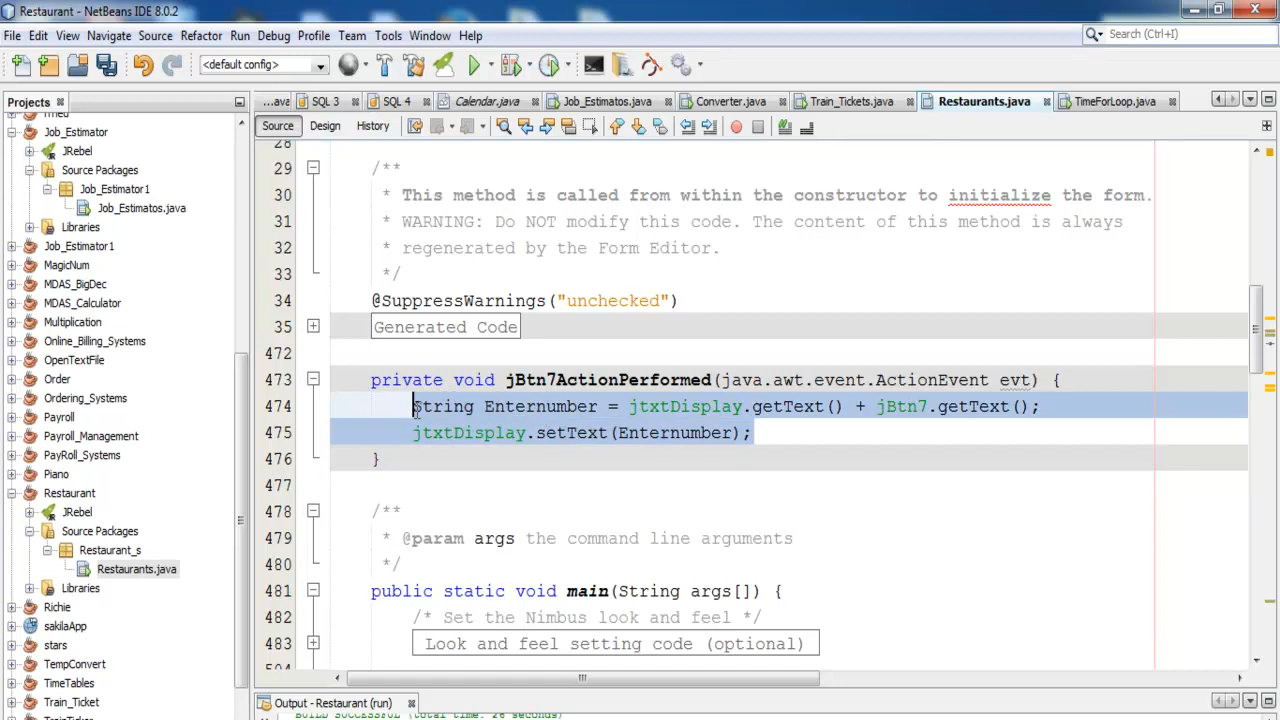 Restaurant - NetBeans IDE 8.0.2
File Edit View Navigate Source Refactor Run Debug Profile Team Tools Window Help
Search (Ctrl+I)
<default config>
Projects
...ava SQL 3 SQL 4 Calendar.java Job_Estimatos.java Converter.java Train_Tickets.java Restaurants.java TimeForLoop.java
Source Design History
Job_Estimator
JRebel
Source Packages
Job_Estimator1
Job_Estimatos.java
Libraries
Job_Estimator1
MagicNum
MDAS_BigDec
MDAS_Calculator
Multiplication
Online_Billing_Systems
OpenTextFile
Order
Ordering_Systems
Payroll
Payroll_Management
PayRoll_Systems
Piano
Restaurant
JRebel
Source Packages
Restaurant_s
Restaurants.java
Libraries
Richie
sakilaApp
stars
TempConvert
TimeTables
Train_Ticket
28
29 /**
30 * This method is called from within the constructor to initialize the form.
31 * WARNING: Do NOT modify this code. The content of this method is always
32 * regenerated by the Form Editor.
33 */
34 @SuppressWarnings("unchecked")
35 Generated Code
472
473 private void jBtn7ActionPerformed(java.awt.event.ActionEvent evt) {
474 String Enternumber = jtxtDisplay.getText() + jBtn7.getText();
475 jtxtDisplay.setText(Enternumber);
476 }
477
478 /**
479 * @param args the command line arguments
480 */
481 public static void main(String args[]) {
482 /* Set the Nimbus look and feel */
483 Look and feel setting code (optional)
Output - Restaurant (run)
BUILD SUCCESSFUL (total time: 26 seconds)